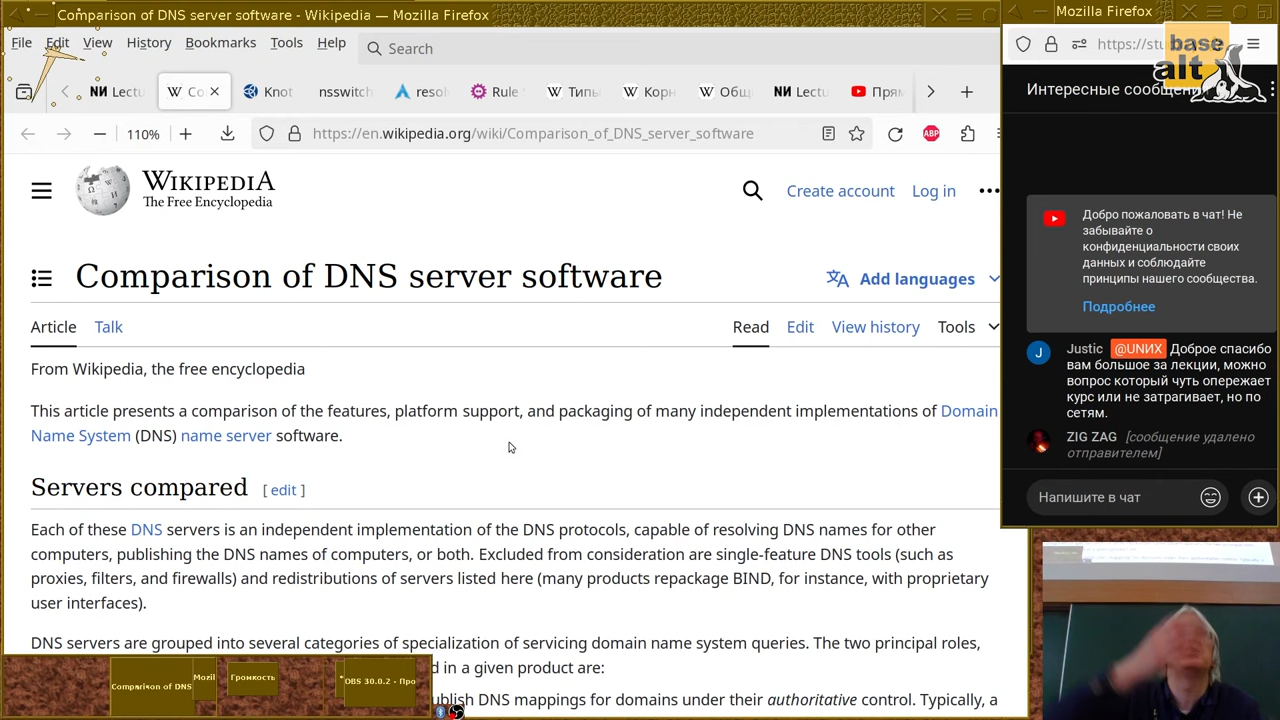 Comparison of DNS server software - Wikipedia — Mozilla Firefox
File Edit View History Bookmarks Tools Help
Search
Lectu
Co
Knot
nsswitch
resol
Rule
Типы
Корн
Общ
Lectu
Прям
110%
https://en.wikipedia.org/wiki/Comparison_of_DNS_server_software
ABP
WIKIPEDIA
The Free Encyclopedia
Create account Log in
Comparison of DNS server software
Add languages
Article Talk
Read Edit View history Tools
From Wikipedia, the free encyclopedia
This article presents a comparison of the features, platform support, and packaging of many independent implementations of Domain
Name System (DNS) name server software.
Servers compared [ edit ]
Each of these DNS servers is an independent implementation of the DNS protocols, capable of resolving DNS names for other
computers, publishing the DNS names of computers, or both. Excluded from consideration are single-feature DNS tools (such as
proxies, filters, and firewalls) and redistributions of servers listed here (many products repackage BIND, for instance, with proprietary
user interfaces).
DNS servers are grouped into several categories of specialization of servicing domain name system queries. The two principal roles,
d in a given product are:
ublish DNS mappings for domains under their authoritative control. Typically, a
Comparison of DNS
Mozil
Громкость
OBS 30.0.2 - Про
Mozilla Firefox
https://stu
base
alt
Интересные сообщени
Добро пожаловать в чат! Не
забывайте о
конфиденциальности своих
данных и соблюдайте
принципы нашего сообщества.
Подробнее
J
Justic @UNИX Доброе спасибо
вам большое за лекции, можно
вопрос который чуть опережает
курс или не затрагивает, но по
сетям.
ZIG ZAG [сообщение удалено
отправителем]
Напишите в чат